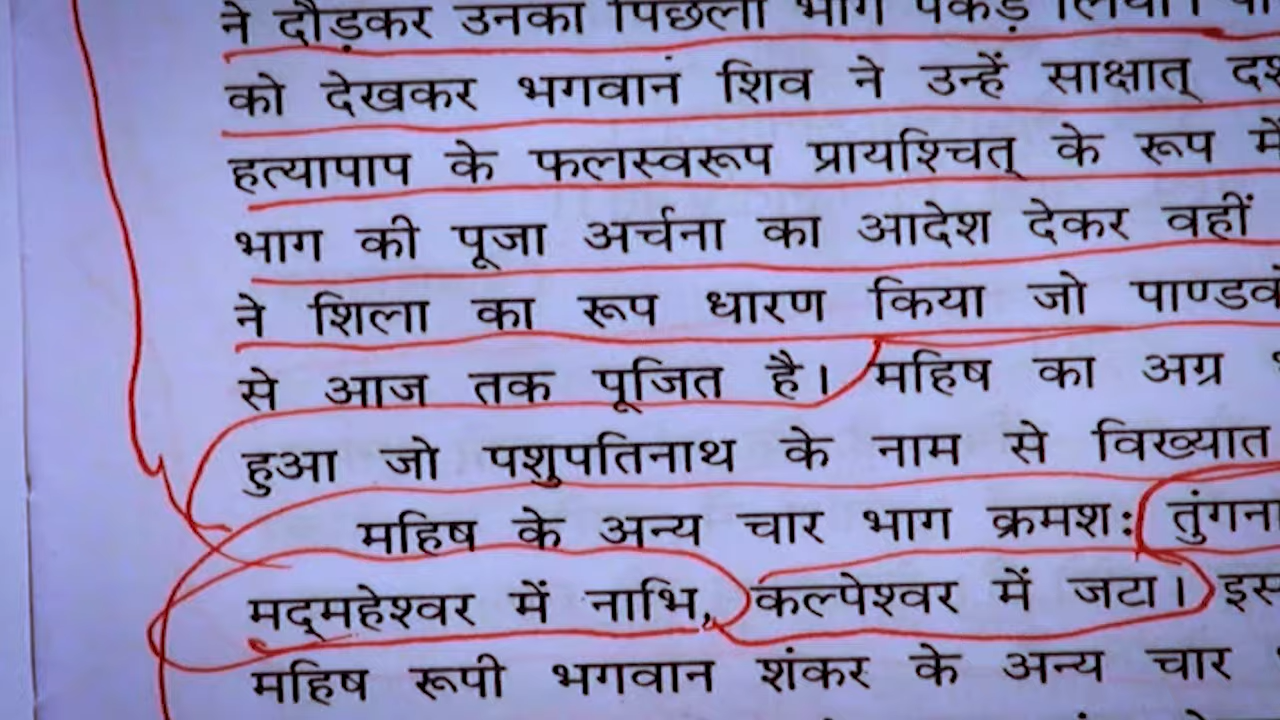 ने दौड़कर उनका पिछला भाग पकड़ लिया।
को देखकर भगवान शिव ने उन्हें साक्षात्
हत्यापाप के फलस्वरूप प्रायश्चित् के रूप में
भाग की पूजा अर्चना का आदेश देकर वहीं
ने शिला का रूप धारण किया जो
से आज तक पूजित है। महिष का अग्र
हुआ जो पशुपतिनाथ के नाम से विख्यात
महिष के अन्य चार भाग क्रमशः
मद्महेश्वर में नाभि, कल्पेश्वर में जटा।
महिष रूपी भगवान शंकर के अन्य चार